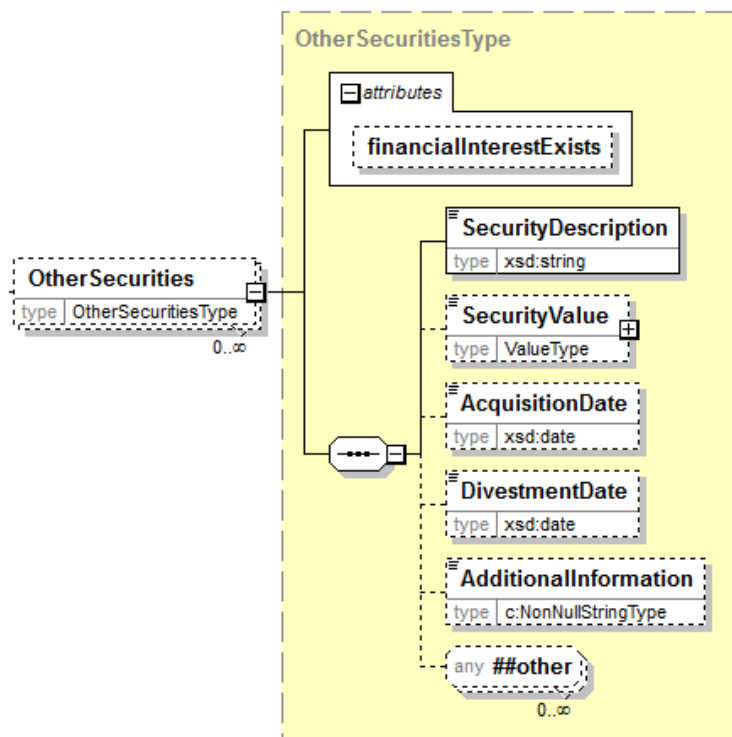 OtherSecuritiesType
attributes
financialInterestExists
SecurityDescription
type xsd:string
OtherSecurities
type OtherSecuritiesType
0..∞
SecurityValue
type ValueType
AcquisitionDate
type xsd:date
DivestmentDate
type xsd:date
AdditionalInformation
type c:NonNullStringType
any ##other
0..∞